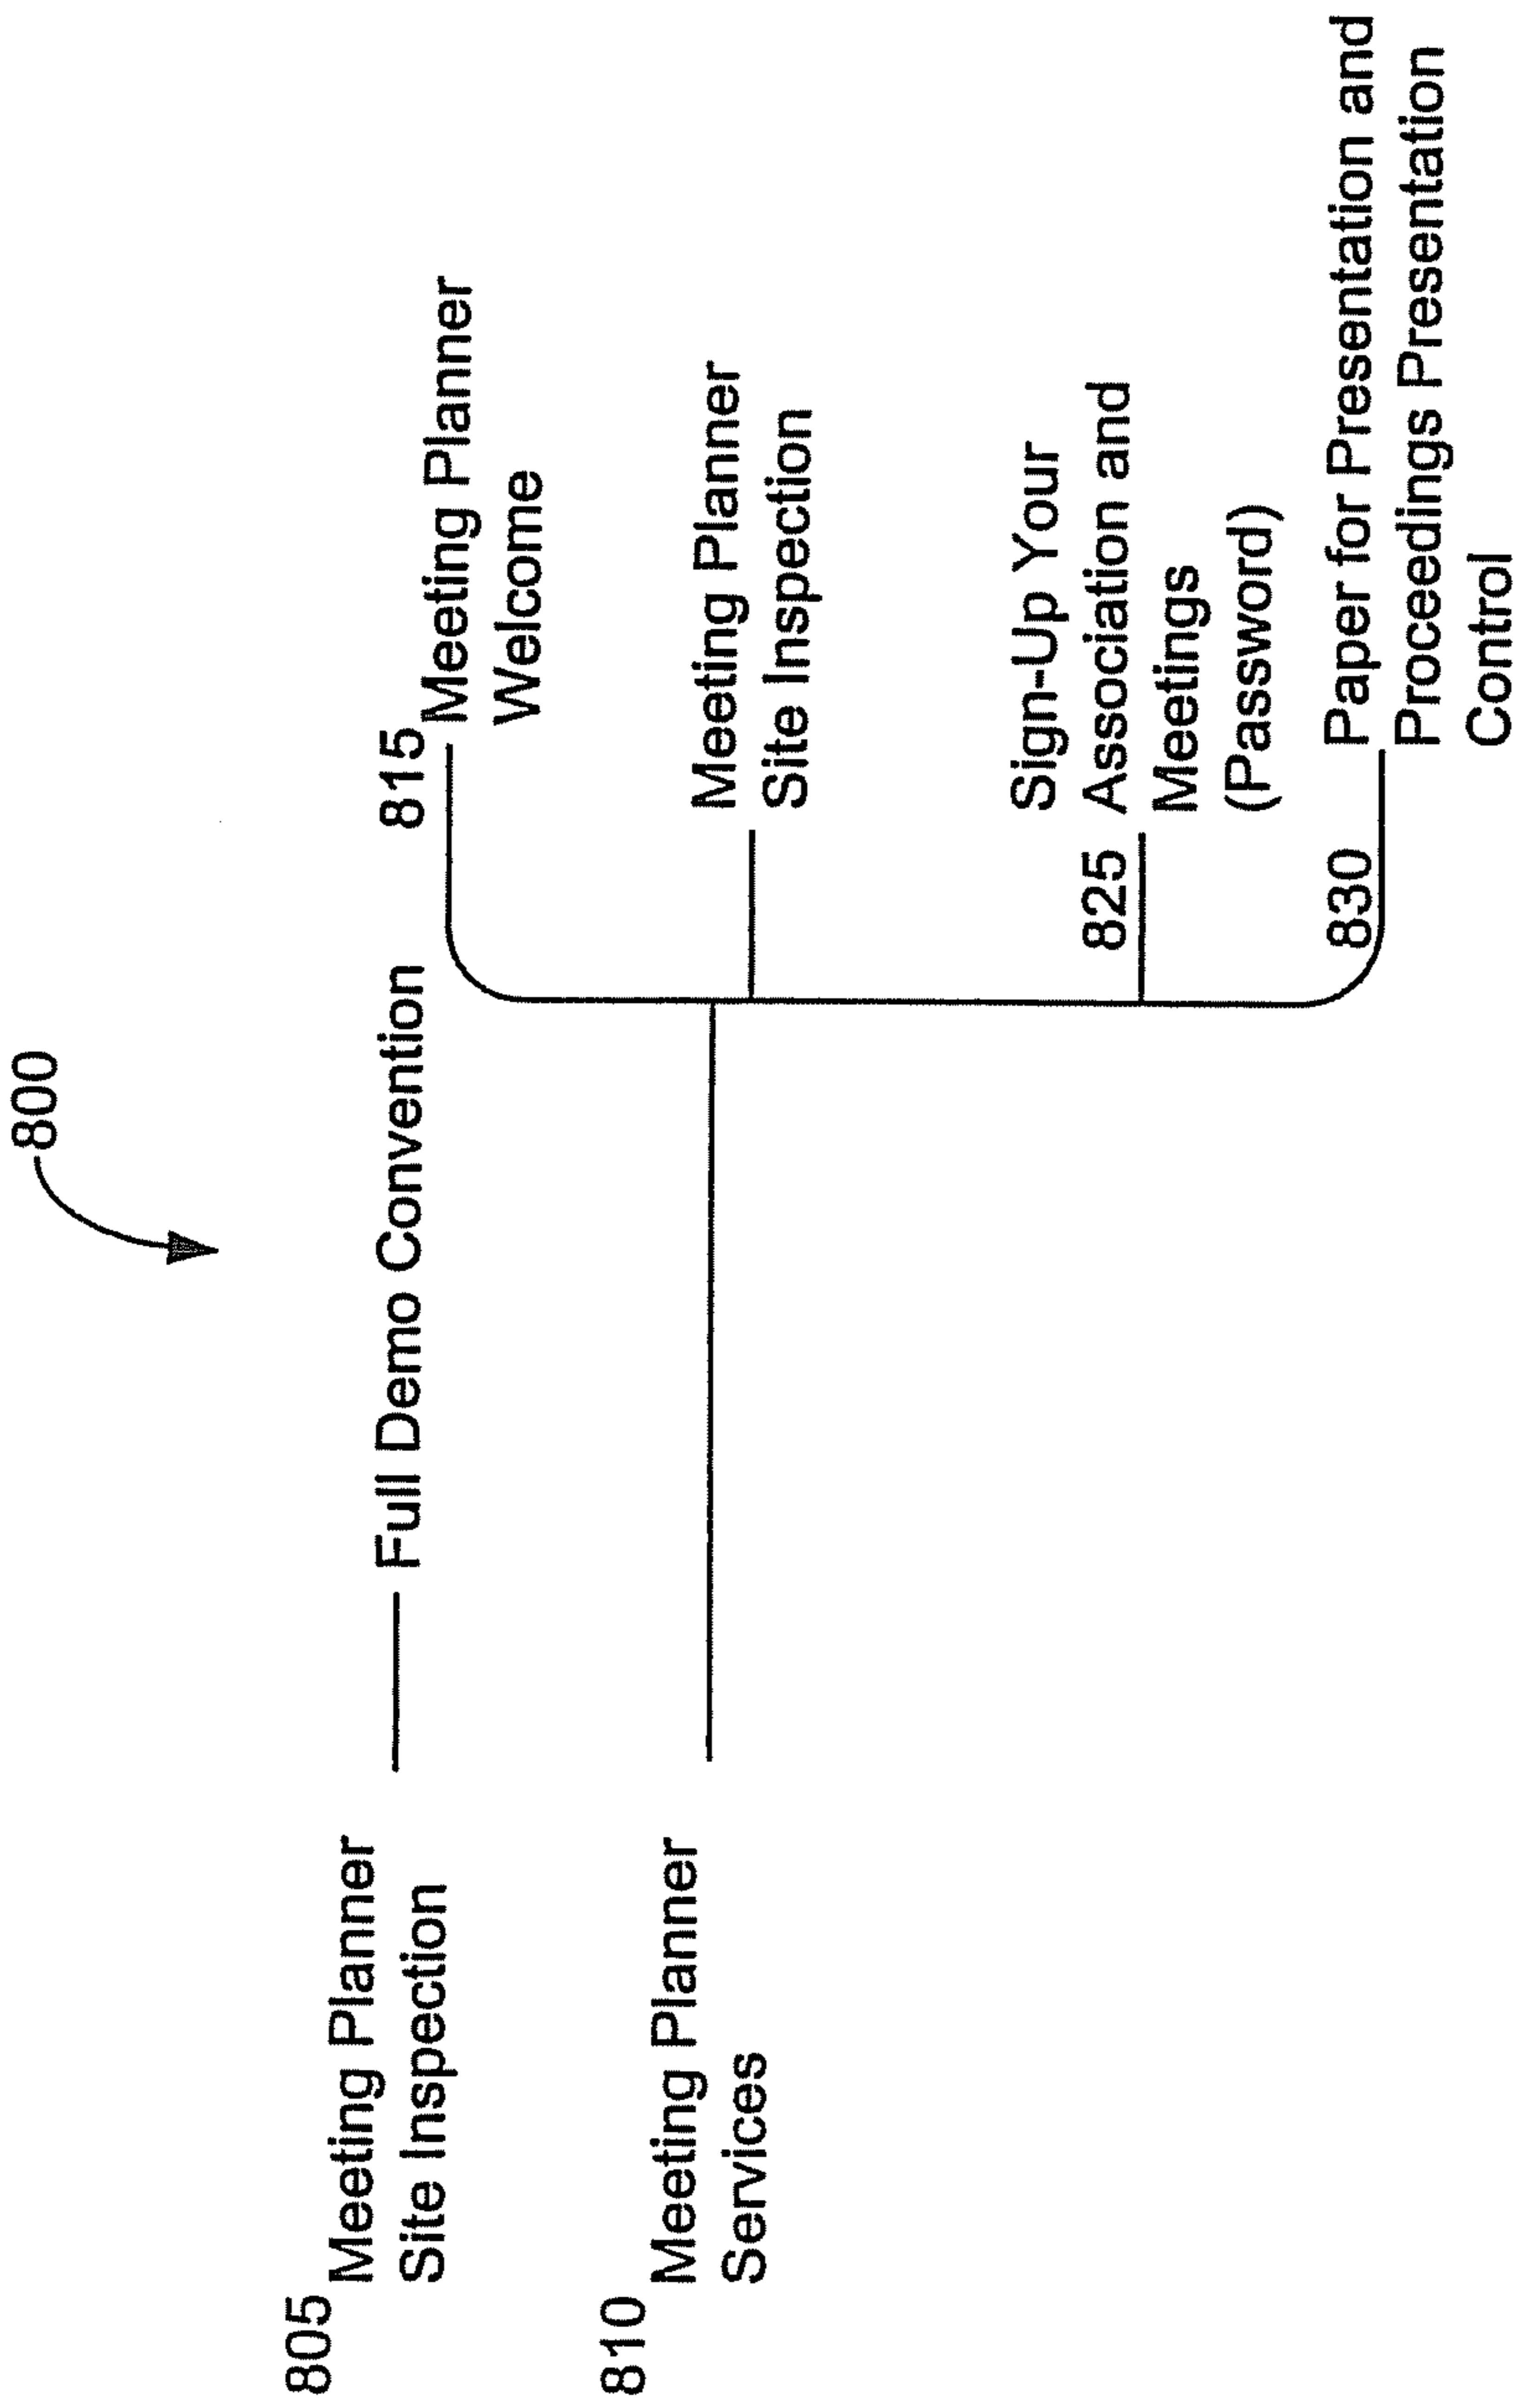 800
805
Meeting Planner
Site Inspection
Full Demo Convention
810
Meeting Planner
Services
815
Meeting Planner
Welcome
Meeting Planner
Site Inspection
825
Sign-Up Your
Association and
Meetings
(Password)
830
Paper for Presentation and
Proceedings Presentation
Control